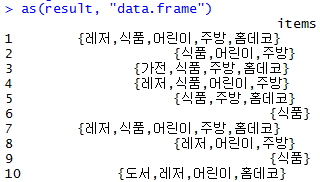 > as(result, "data.frame")
items
1 {레저,식품,어린이,주방,홈데코}
2 {식품,어린이,주방}
3 {가전,식품,주방,홈데코}
4 {레저,식품,어린이,주방}
5 {식품,주방,홈데코}
6 {식품}
7 {레저,식품,어린이,주방,홈데코}
8 {레저,어린이,주방}
9 {식품}
10 {도서,레저,어린이,홈데코}